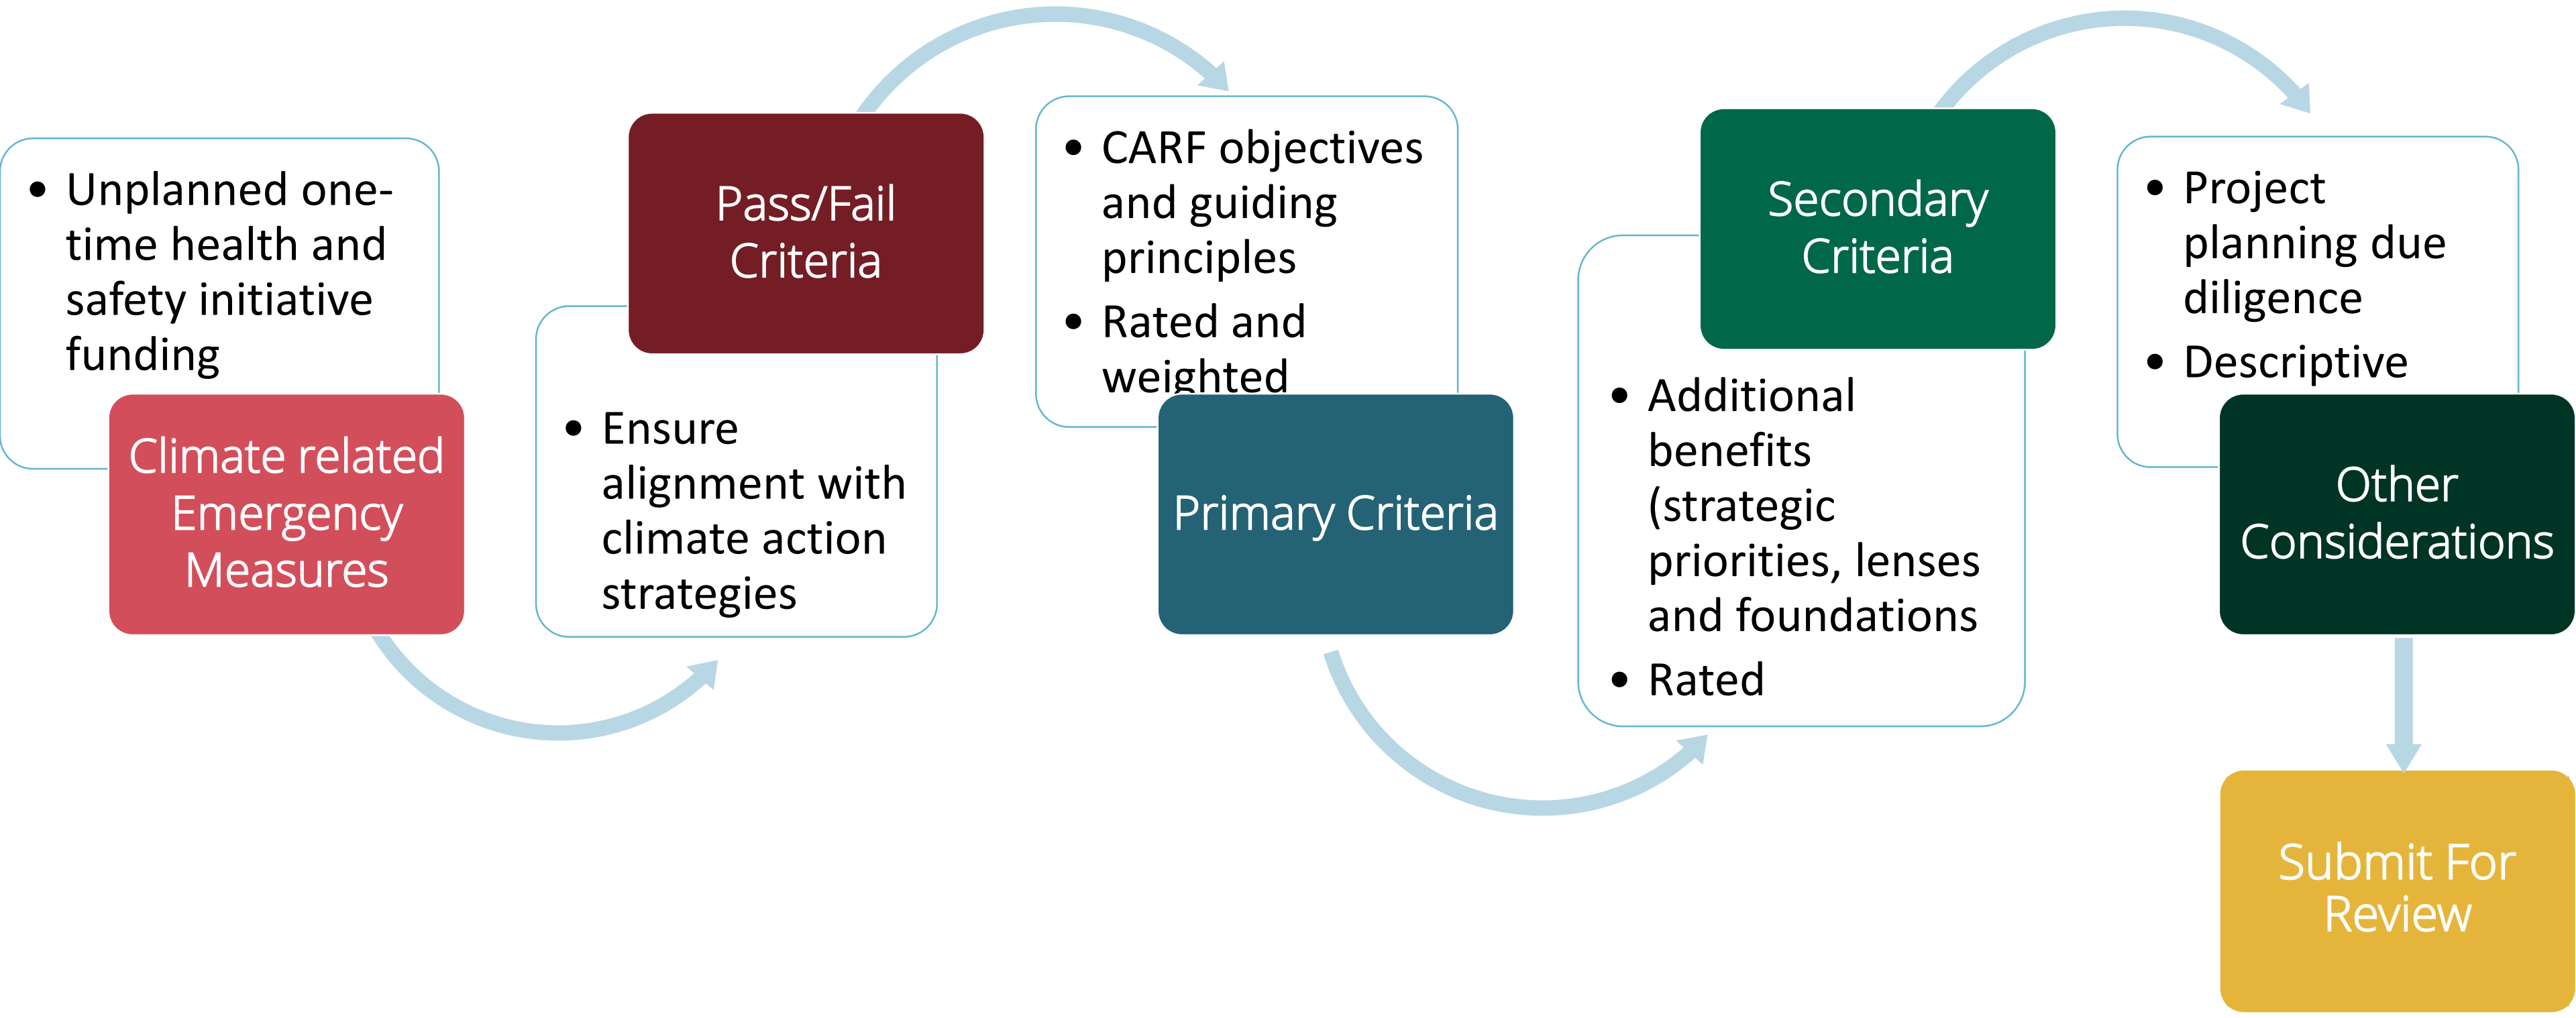 • Unplanned one-
time health and
safety initiative
funding
Climate related
Emergency
Measures
Pass/Fail
Criteria
• Ensure
alignment with
climate action
strategies
• CARF objectives
and guiding
principles
• Rated and
weighted
Primary Criteria
Secondary
Criteria
• Additional
benefits
(strategic
priorities, lenses
and foundations
• Rated
• Project
planning due
diligence
• Descriptive
Other
Considerations
Submit For
Review